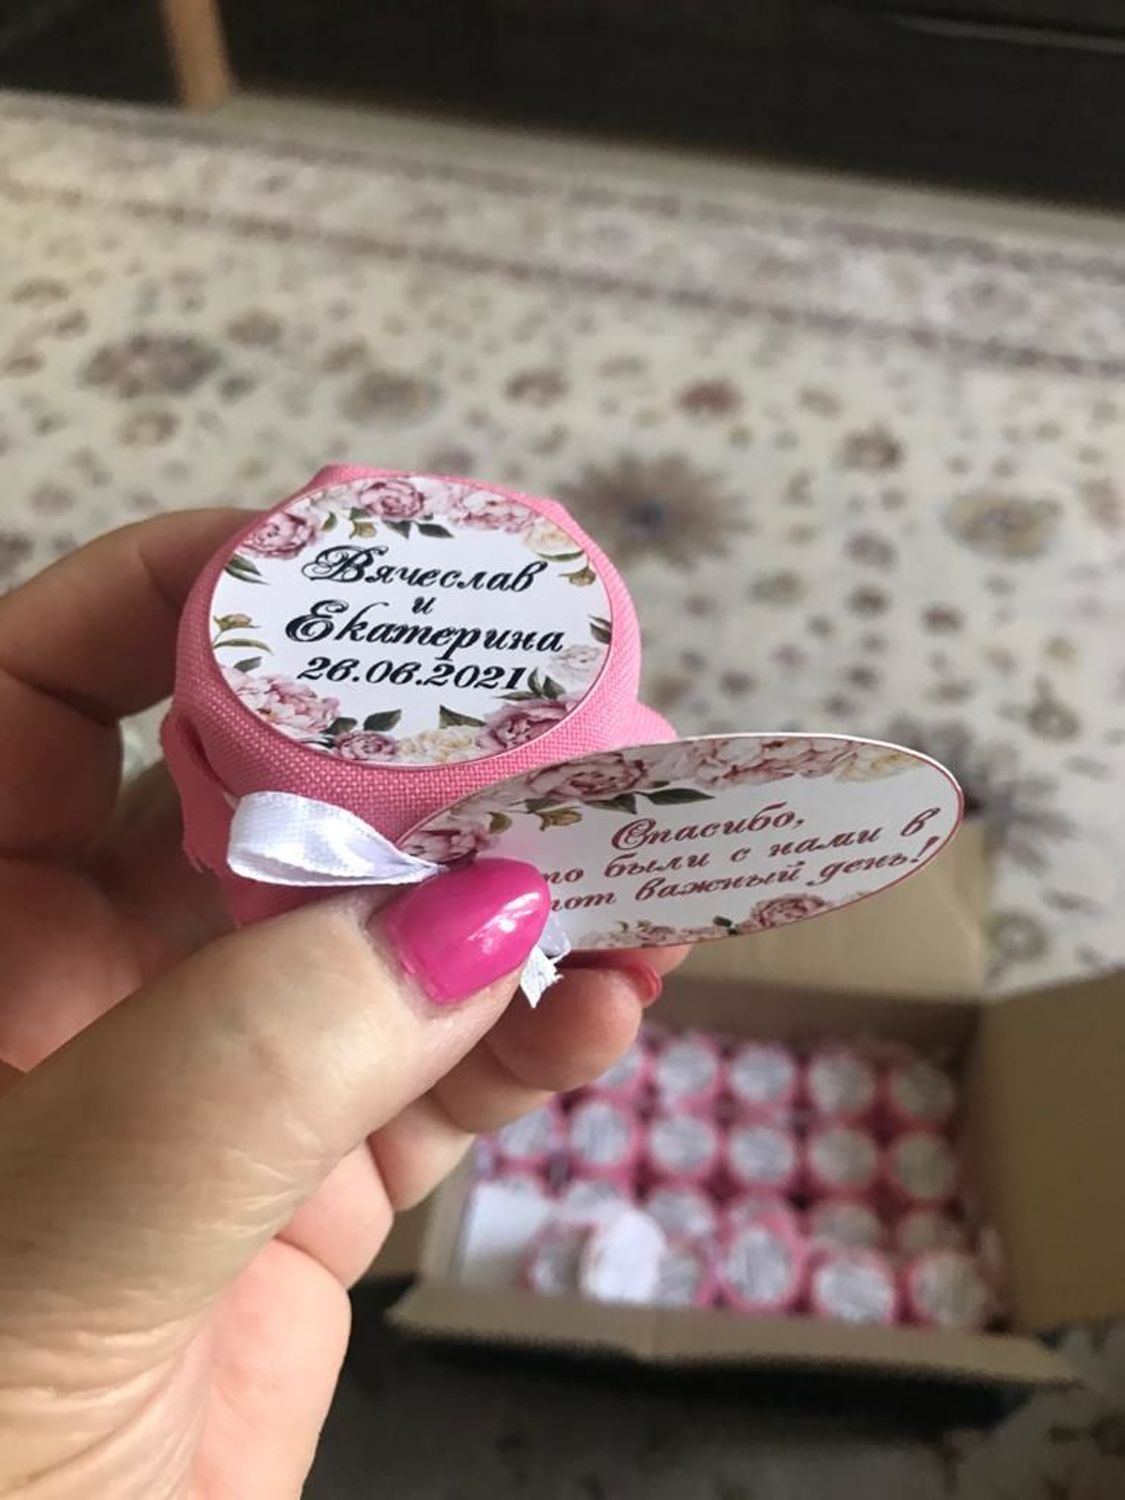 Вячеслав
и
Екатерина
26.06.2021
Спасибо,
были с нами в
важный день!